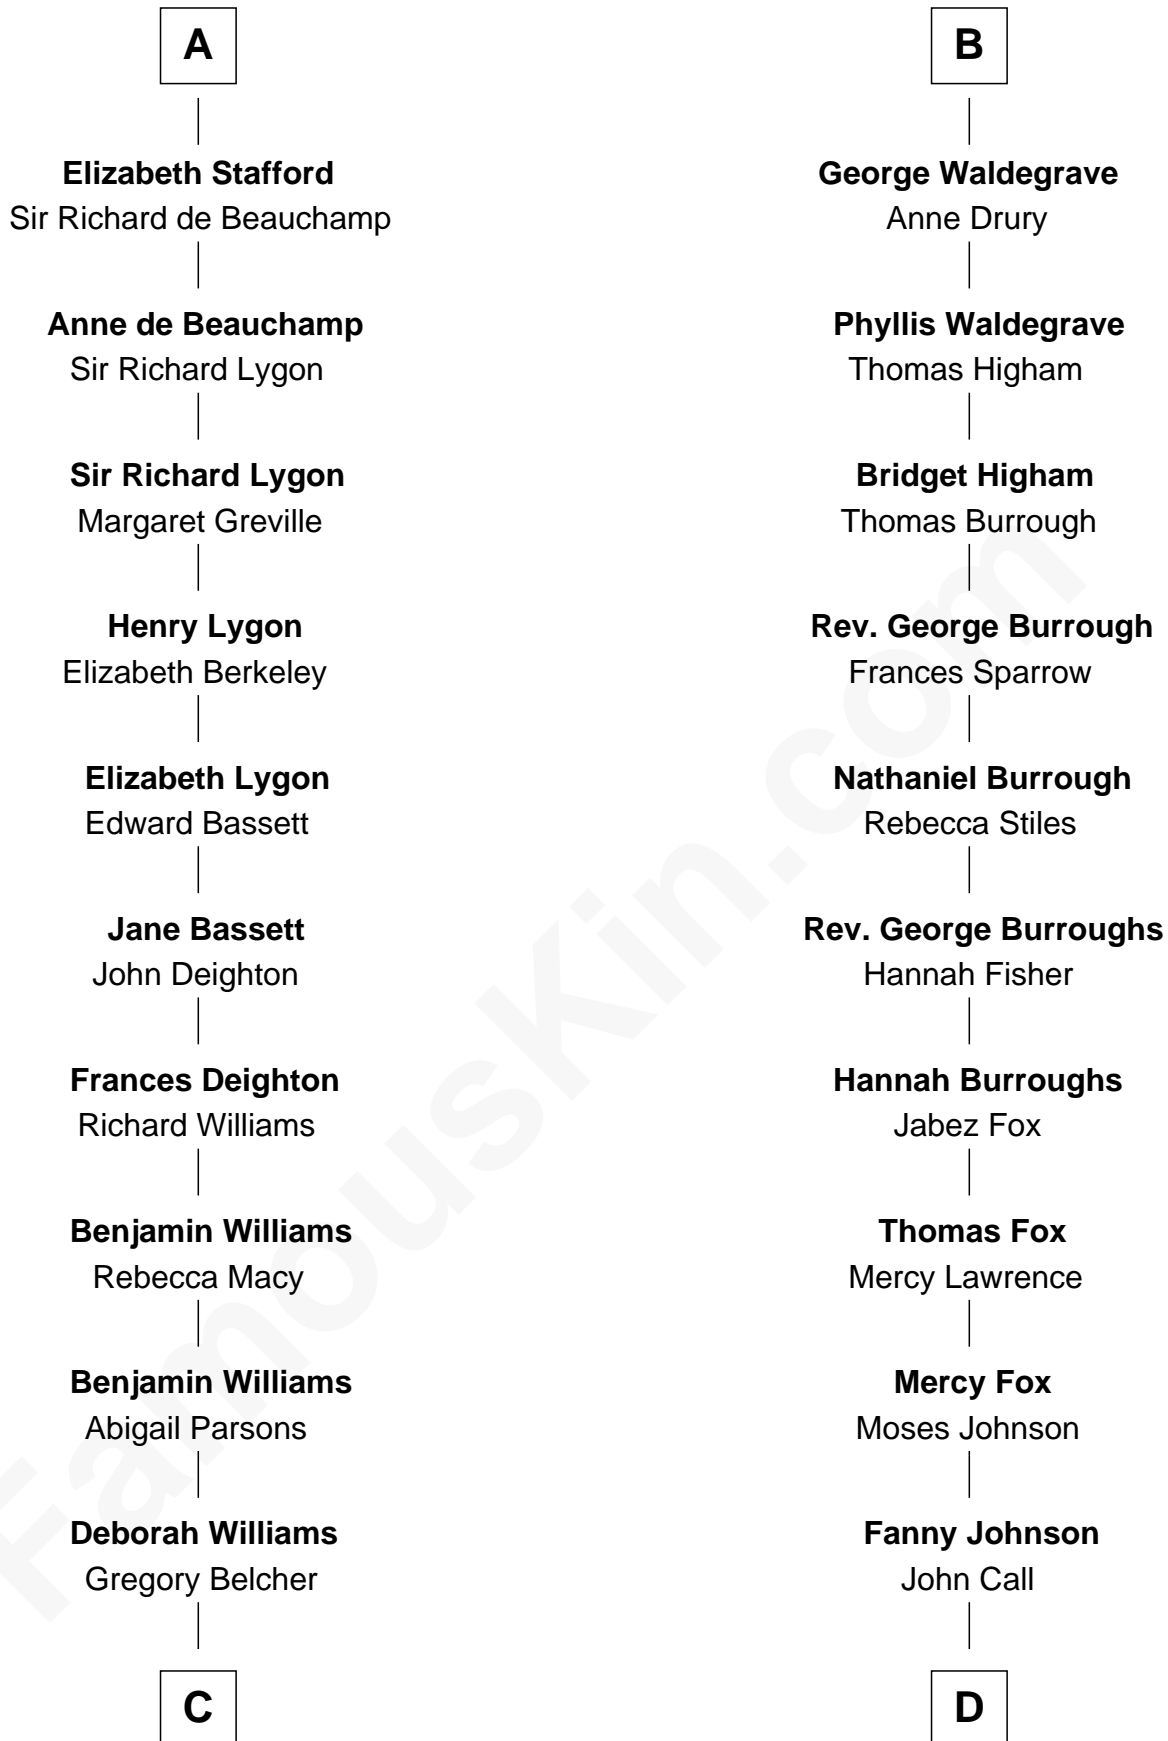 A
Elizabeth Stafford
Sir Richard de Beauchamp
Anne de Beauchamp
Sir Richard Lygon
Sir Richard Lygon
Margaret Greville
Henry Lygon
Elizabeth Berkeley
Elizabeth Lygon
Edward Bassett
Jane Bassett
John Deighton
Frances Deighton
Richard Williams
Benjamin Williams
Rebecca Macy
Benjamin Williams
Abigail Parsons
Deborah Williams
Gregory Belcher
C
B
George Waldegrave
Anne Drury
Phyllis Waldegrave
Thomas Higham
Bridget Higham
Thomas Burrough
Rev. George Burrough
Frances Sparrow
Nathaniel Burrough
Rebecca Stiles
Rev. George Burroughs
Hannah Fisher
Hannah Burroughs
Jabez Fox
Thomas Fox
Mercy Lawrence
Mercy Fox
Moses Johnson
Fanny Johnson
John Call
D
FamousKin.com